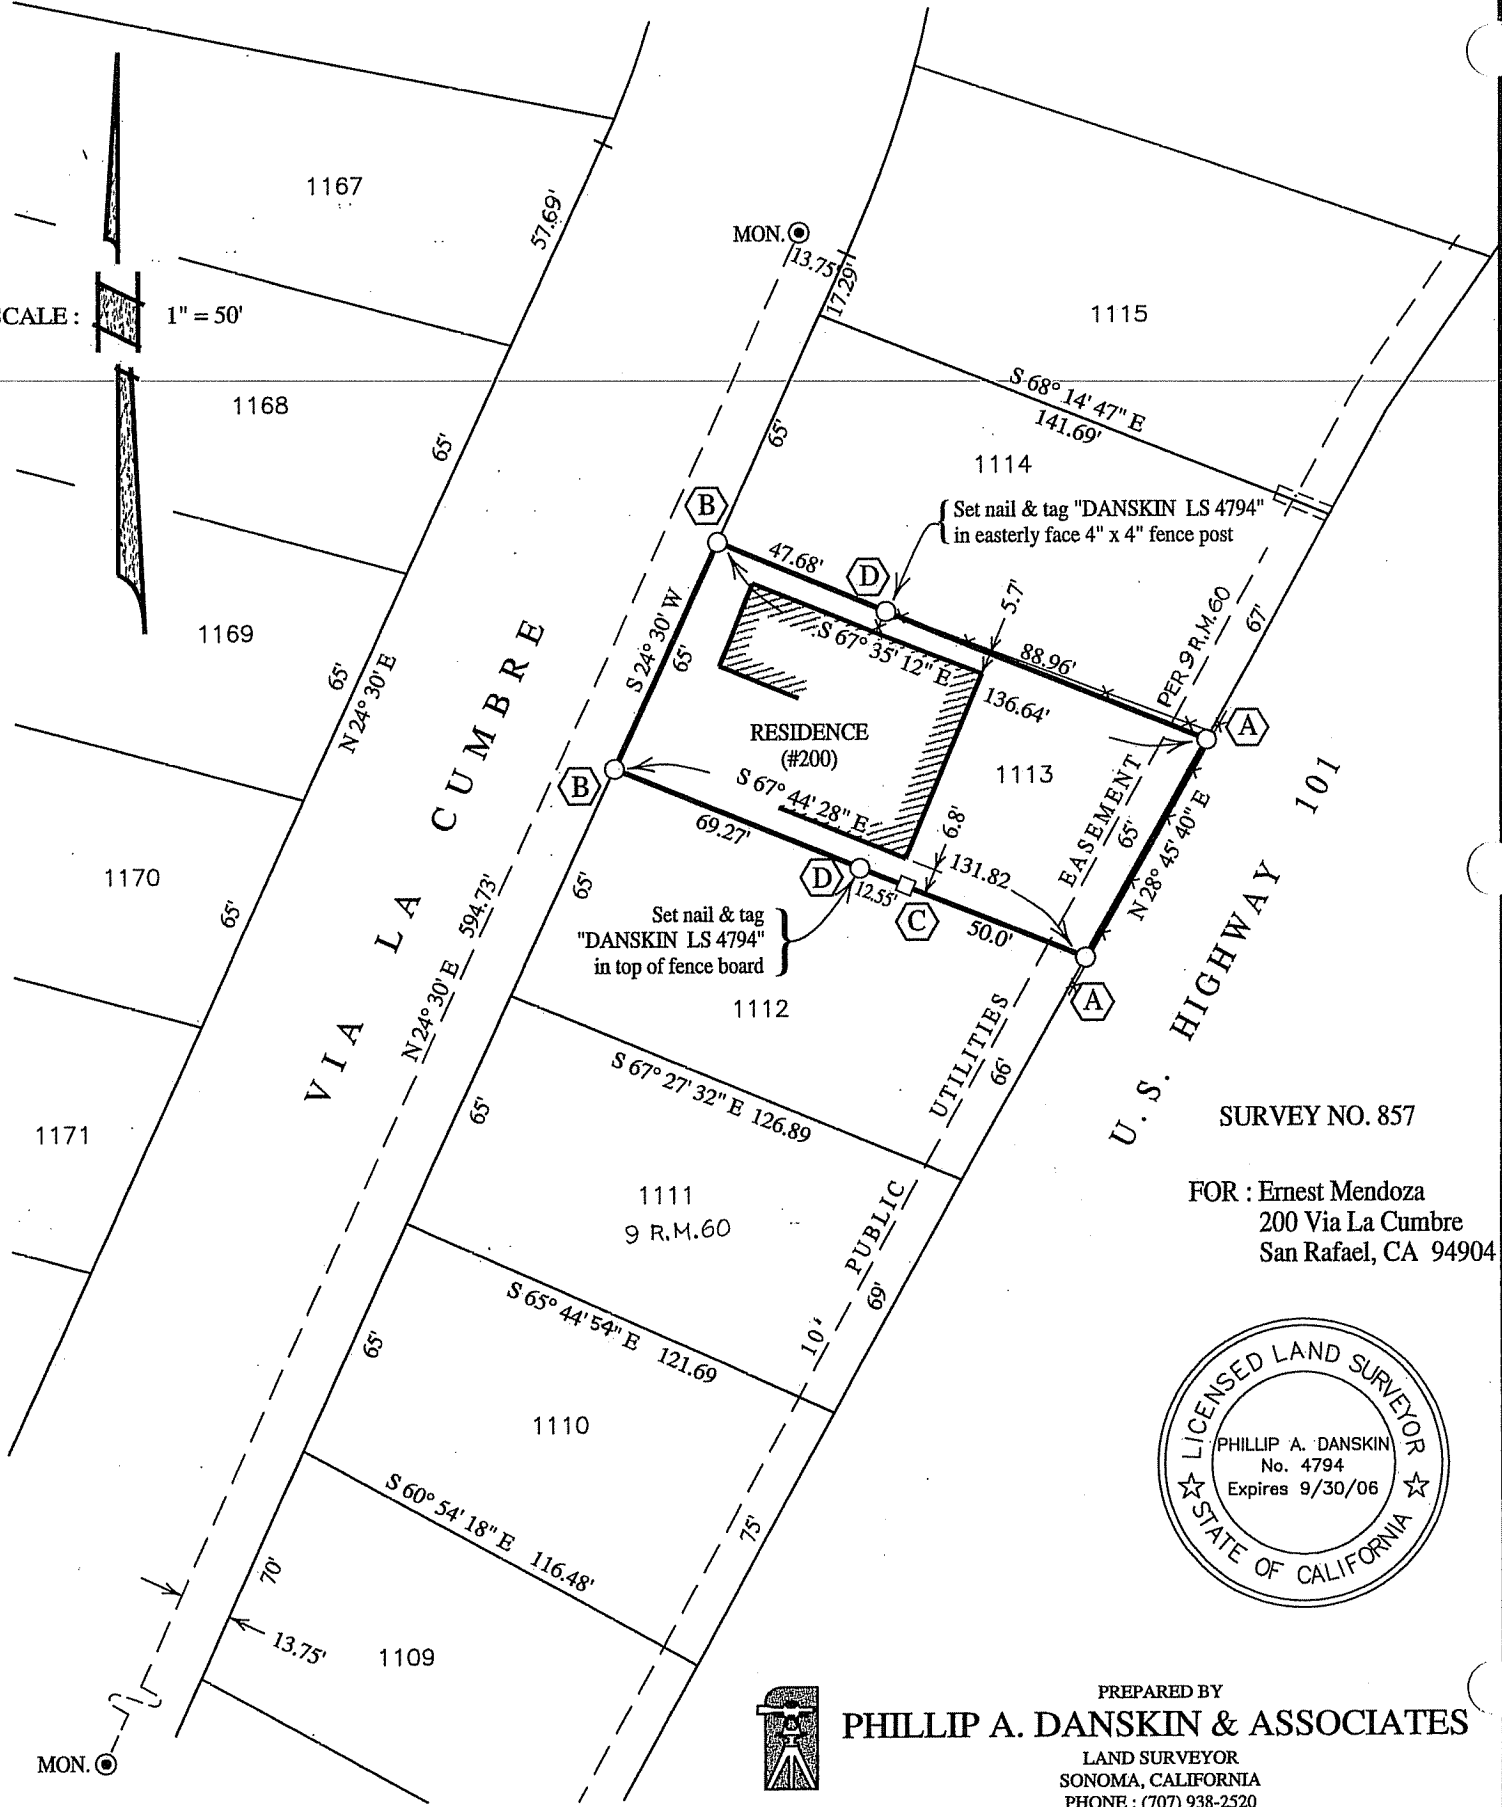 1167
57.69'
MON.
13.75'
17.29'
1115
SCALE :
1" = 50'
S 68° 14' 47" E
141.69'
1168
65'
65'
1114
B
Set nail & tag "DANSKIN LS 4794"
in easterly face 4" x 4" fence post
47.68'
D
5.7'
PER 9 R.M.60
67'
1169
S 24° 30' W
65'
S 67° 35' 12" E
88.96'
136.64'
A
65'
N 24° 30' E
RESIDENCE
(#200)
1113
B
S 67° 44' 28" E
EASEMENT
65'
N 28° 45' 40" E
69.27'
6.8'
131.82
U.S. HIGHWAY 101
VIA LA CUMBRE
D
12.55'
C
50.0'
1170
65'
65'
Set nail & tag
"DANSKIN LS 4794"
in top of fence board
A
N 24° 30' E 594.73'
1112
UTILITIES
66'
S 67° 27' 32" E 126.89
65'
1171
SURVEY NO. 857
1111
9 R.M.60
PUBLIC
FOR : Ernest Mendoza
200 Via La Cumbre
San Rafael, CA 94904
69'
S 65° 44' 54" E 121.69
10'
65'
1110
LICENSED LAND SURVEYOR
PHILLIP A. DANSKIN
No. 4794
Expires 9/30/06
STATE OF CALIFORNIA
S 60° 54' 18" E 116.48'
75'
70'
13.75'
1109
MON.
PREPARED BY
PHILLIP A. DANSKIN & ASSOCIATES
LAND SURVEYOR
SONOMA, CALIFORNIA
PHONE : (707) 938-2520